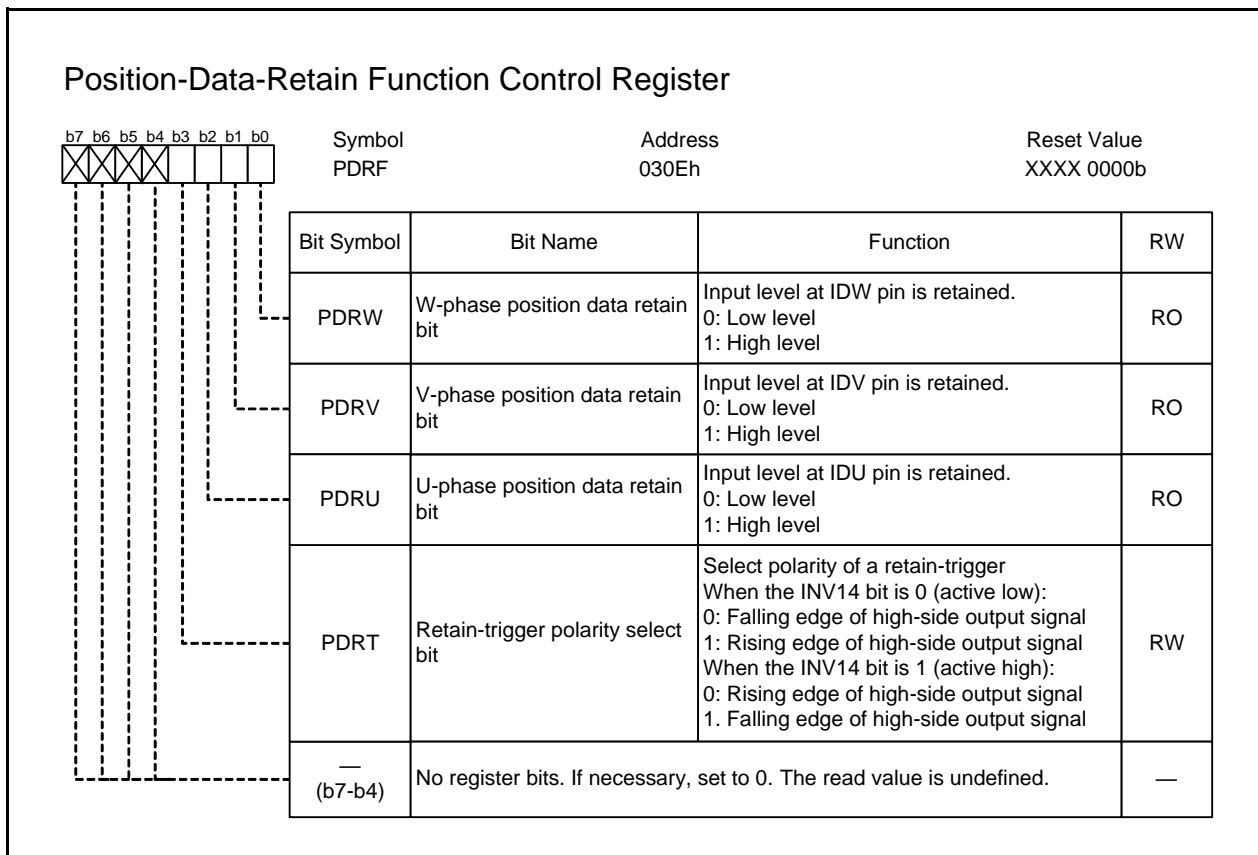 Position-Data-Retain Function Control Register
b7 b6 b5 b4 b3 b2 b1 b0
Symbol Address Reset Value
PDRF 030Eh XXXX 0000b
Bit Symbol Bit Name Function RW
PDRW
W-phase position data retain
bit
Input level at IDW pin is retained.
0: Low level
1: High level
RO
PDRV
V-phase position data retain
bit
Input level at IDV pin is retained.
0: Low level
1: High level
RO
PDRU
U-phase position data retain
bit
Input level at IDU pin is retained.
0: Low level
1: High level
RO
PDRT
Retain-trigger polarity select
bit
Select polarity of a retain-trigger
When the INV14 bit is 0 (active low):
0: Falling edge of high-side output signal
1: Rising edge of high-side output signal
When the INV14 bit is 1 (active high):
0: Rising edge of high-side output signal
1. Falling edge of high-side output signal
RW
—
(b7-b4)
No register bits. If necessary, set to 0. The read value is undefined.
—